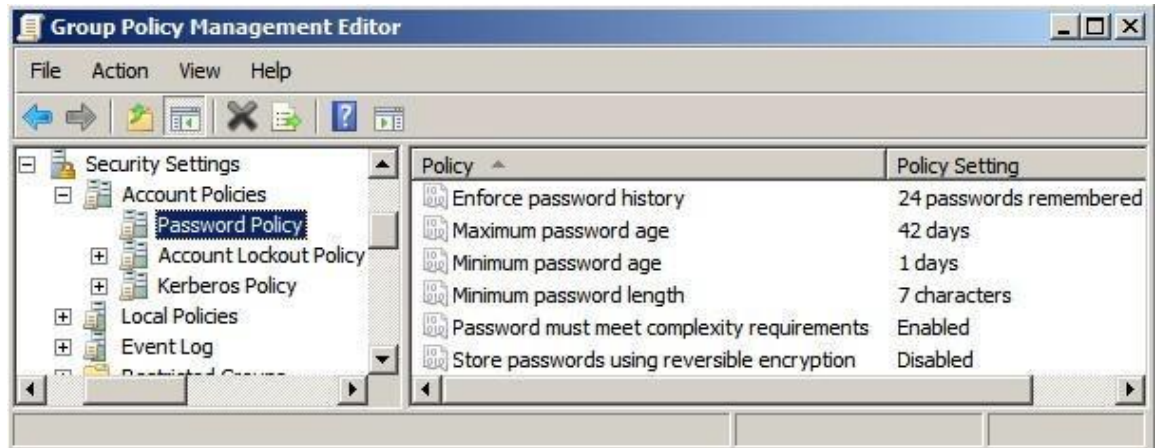 Group Policy Management Editor
File Action View Help
Security Settings
Account Policies
Password Policy
Account Lockout Policy
Kerberos Policy
Local Policies
Event Log
Restricted Groups
Policy Policy Setting
Enforce password history 24 passwords remembered
Maximum password age 42 days
Minimum password age 1 days
Minimum password length 7 characters
Password must meet complexity requirements Enabled
Store passwords using reversible encryption Disabled